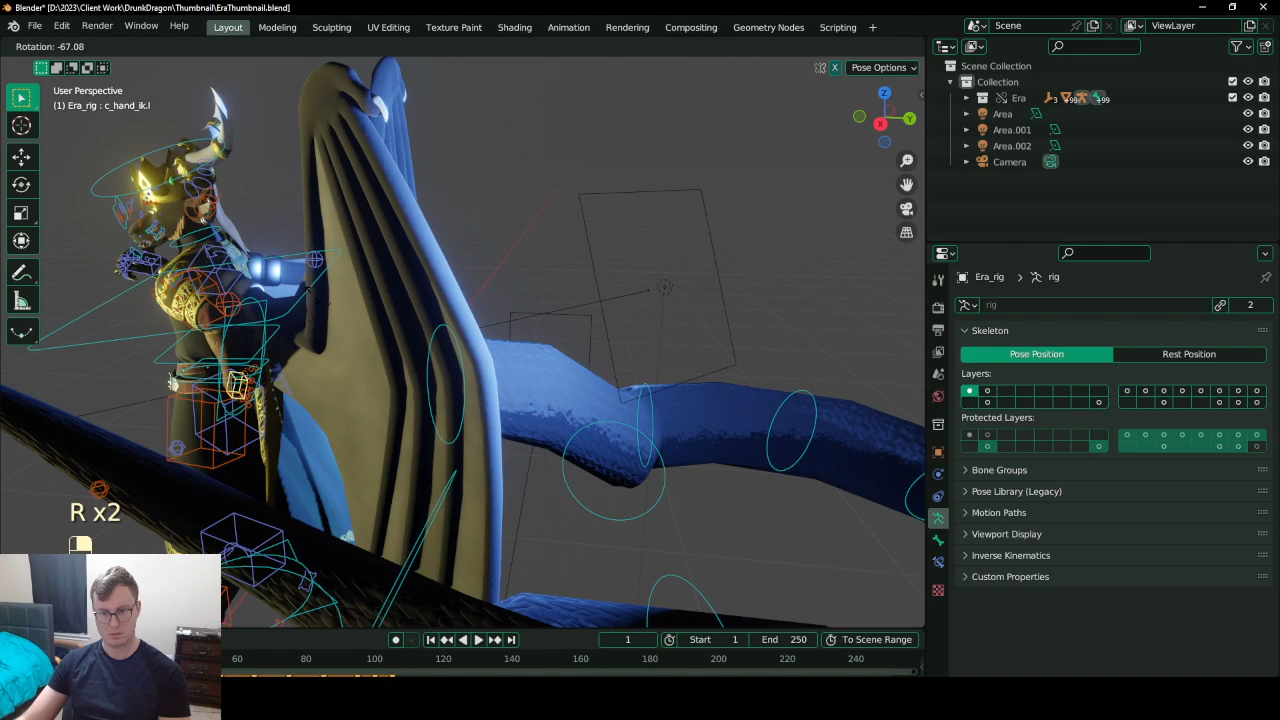 Blender* [D:\2023\Client Work\DrunkDragon\Thumbnail\EraThumbnail.blend]
File Edit Render Window Help Layout Modeling Sculpting UV Editing Texture Paint Shading Animation Rendering Compositing Geometry Nodes Scripting Scene ViewLayer
Rotation: -67.08
X Pose Options
User Perspective
(1) Era_rig : c_hand_ik.l
Z
Y
X
Scene Collection
Collection
Era 3 +99 +99
Area
Area.001
Area.002
Camera
Era_rig rig
rig 2
Skeleton
Pose Position Rest Position
Layers:
Protected Layers:
Bone Groups
Pose Library (Legacy)
Motion Paths
Viewport Display
Inverse Kinematics
Custom Properties
R x2
1 Start 1 End 250 To Scene Range
60 80 100 120 140 160 180 200 220 240